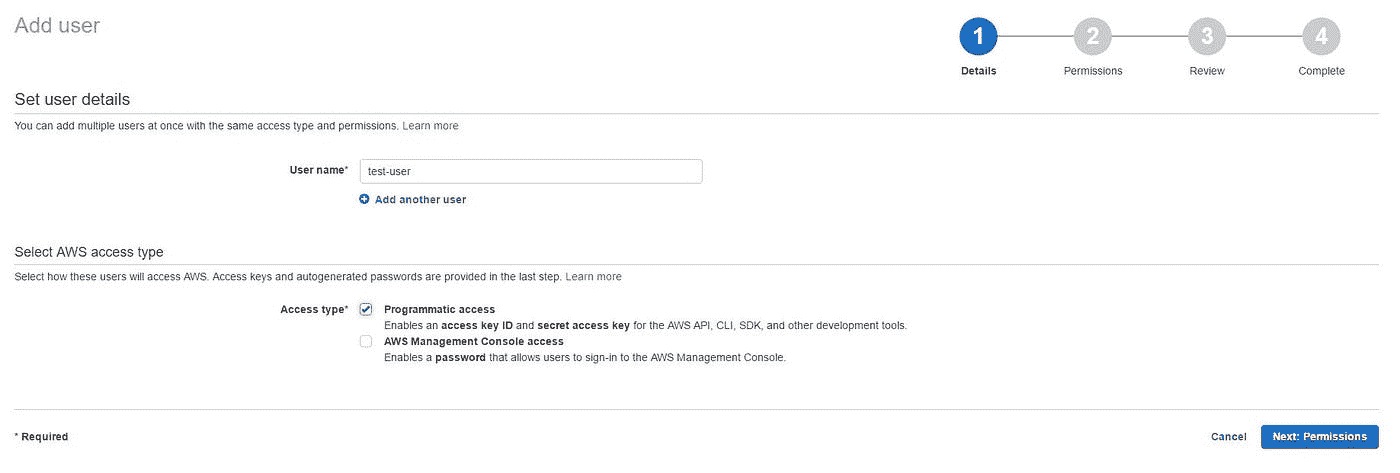 Add user
1 2 3 4
Details Permissions Review Complete
Set user details
You can add multiple users at once with the same access type and permissions. Learn more
User name* test-user
Add another user
Select AWS access type
Select how these users will access AWS. Access keys and autogenerated passwords are provided in the last step. Learn more
Access type* Programmatic access
Enables an access key ID and secret access key for the AWS API, CLI, SDK, and other development tools.
AWS Management Console access
Enables a password that allows users to sign-in to the AWS Management Console.
* Required Cancel Next: Permissions